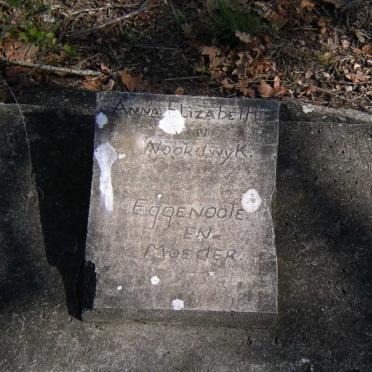 Anna Elizabeth
van
Noordwyk.
Eggenoote
EN
Moeder